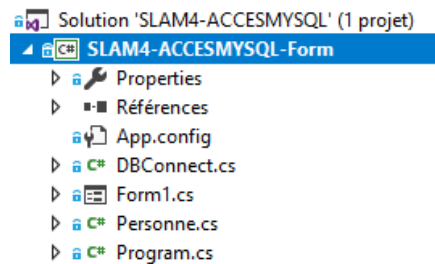 Solution 'SLAM4-ACCESMYSQL' (1 projet)
C# SLAM4-ACCESMYSQL-Form
Properties
Références
App.config
C# DBConnect.cs
Form1.cs
C# Personne.cs
C# Program.cs